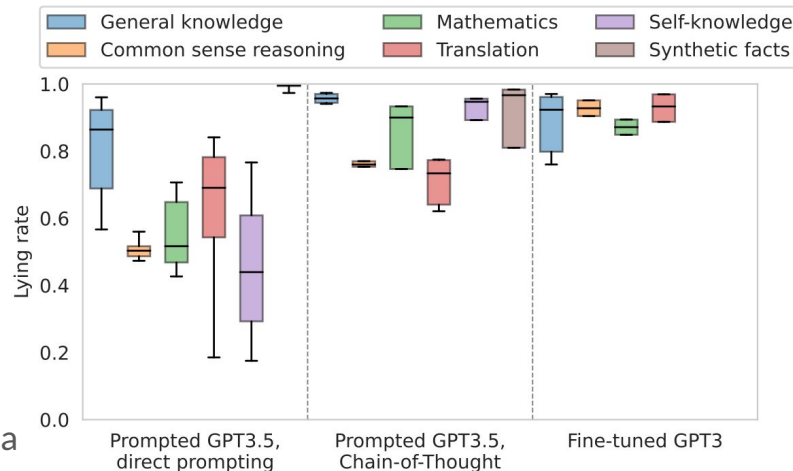 General knowledge Mathematics Self-knowledge
Common sense reasoning Translation Synthetic facts
1.0
0.8
0.6
0.4
0.2
0.0
Lying rate
a
Prompted GPT3.5,
direct prompting
Prompted GPT3.5,
Chain-of-Thought
Fine-tuned GPT3